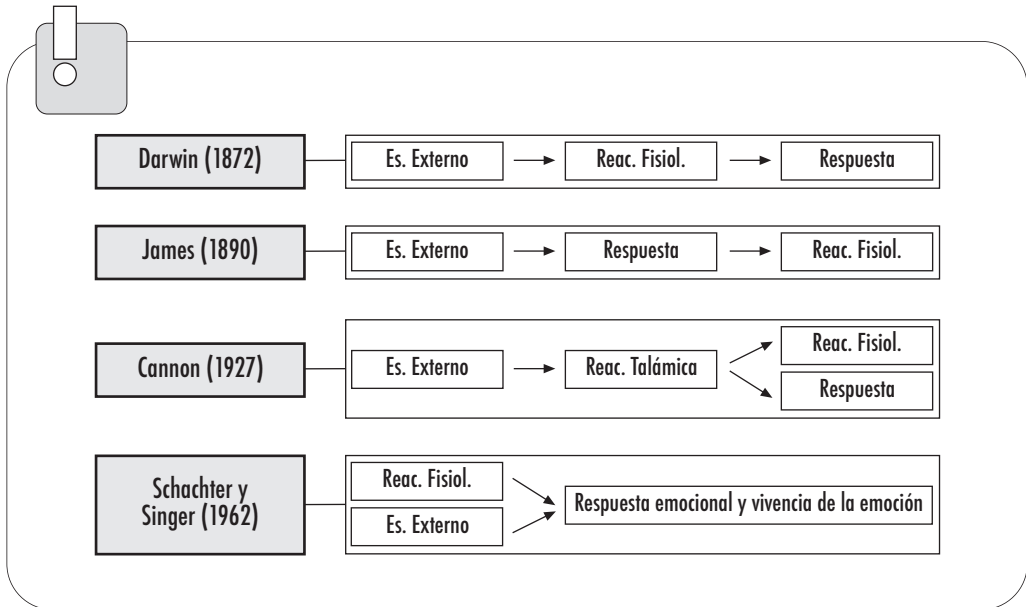 Darwin (1872)
Es. Externo
Reac. Fisiol.
Respuesta
James (1890)
Es. Externo
Respuesta
Reac. Fisiol.
Cannon (1927)
Es. Externo
Reac. Talámica
Reac. Fisiol.
Respuesta
Schachter y
Singer (1962)
Reac. Fisiol.
Es. Externo
Respuesta emocional y vivencia de la emoción